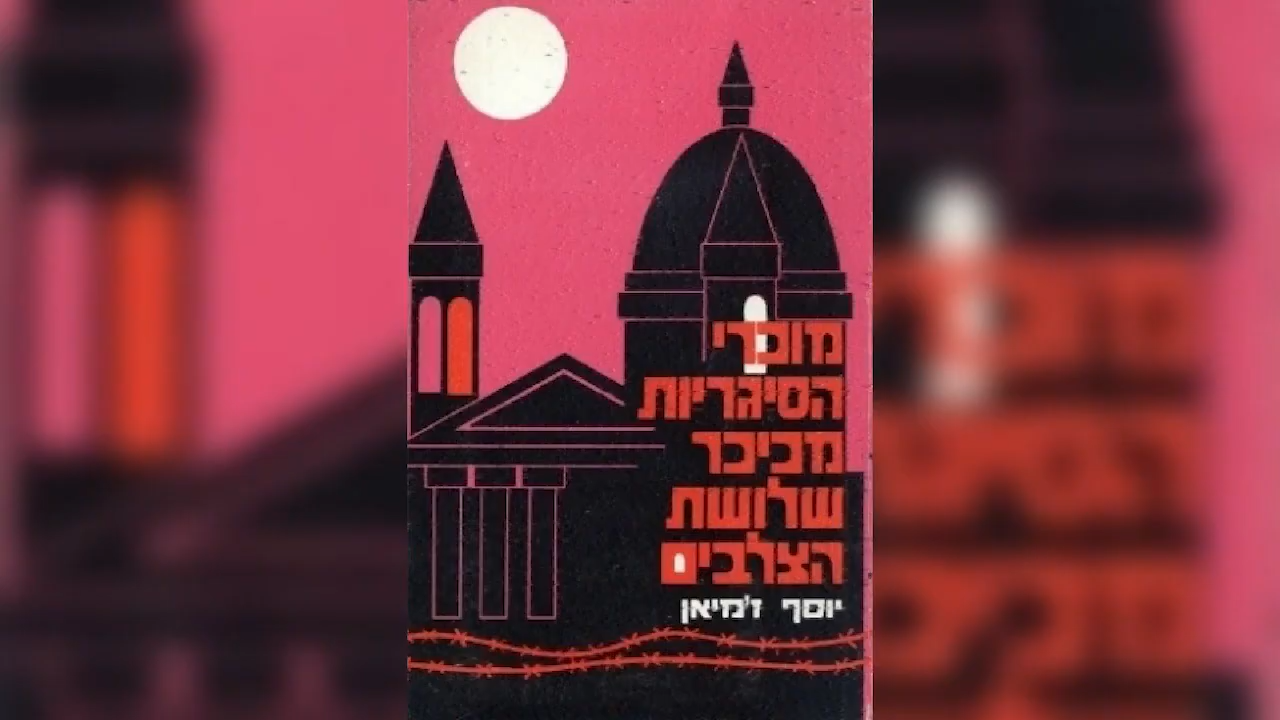 מוכרי
הסיגריות
מכיכר
שלושת
הצלבים
יוסף ז'מיאן